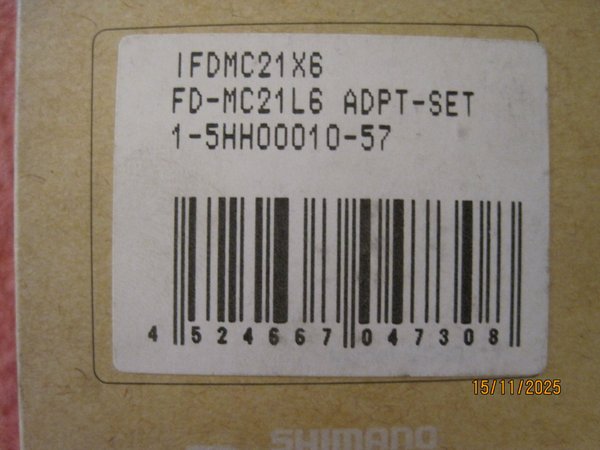 IFDMC21X6
FD-MC21L6 ADPT-SET
1-5HH00010-57
4 524667 047308
15/11/2025
SHIMANO